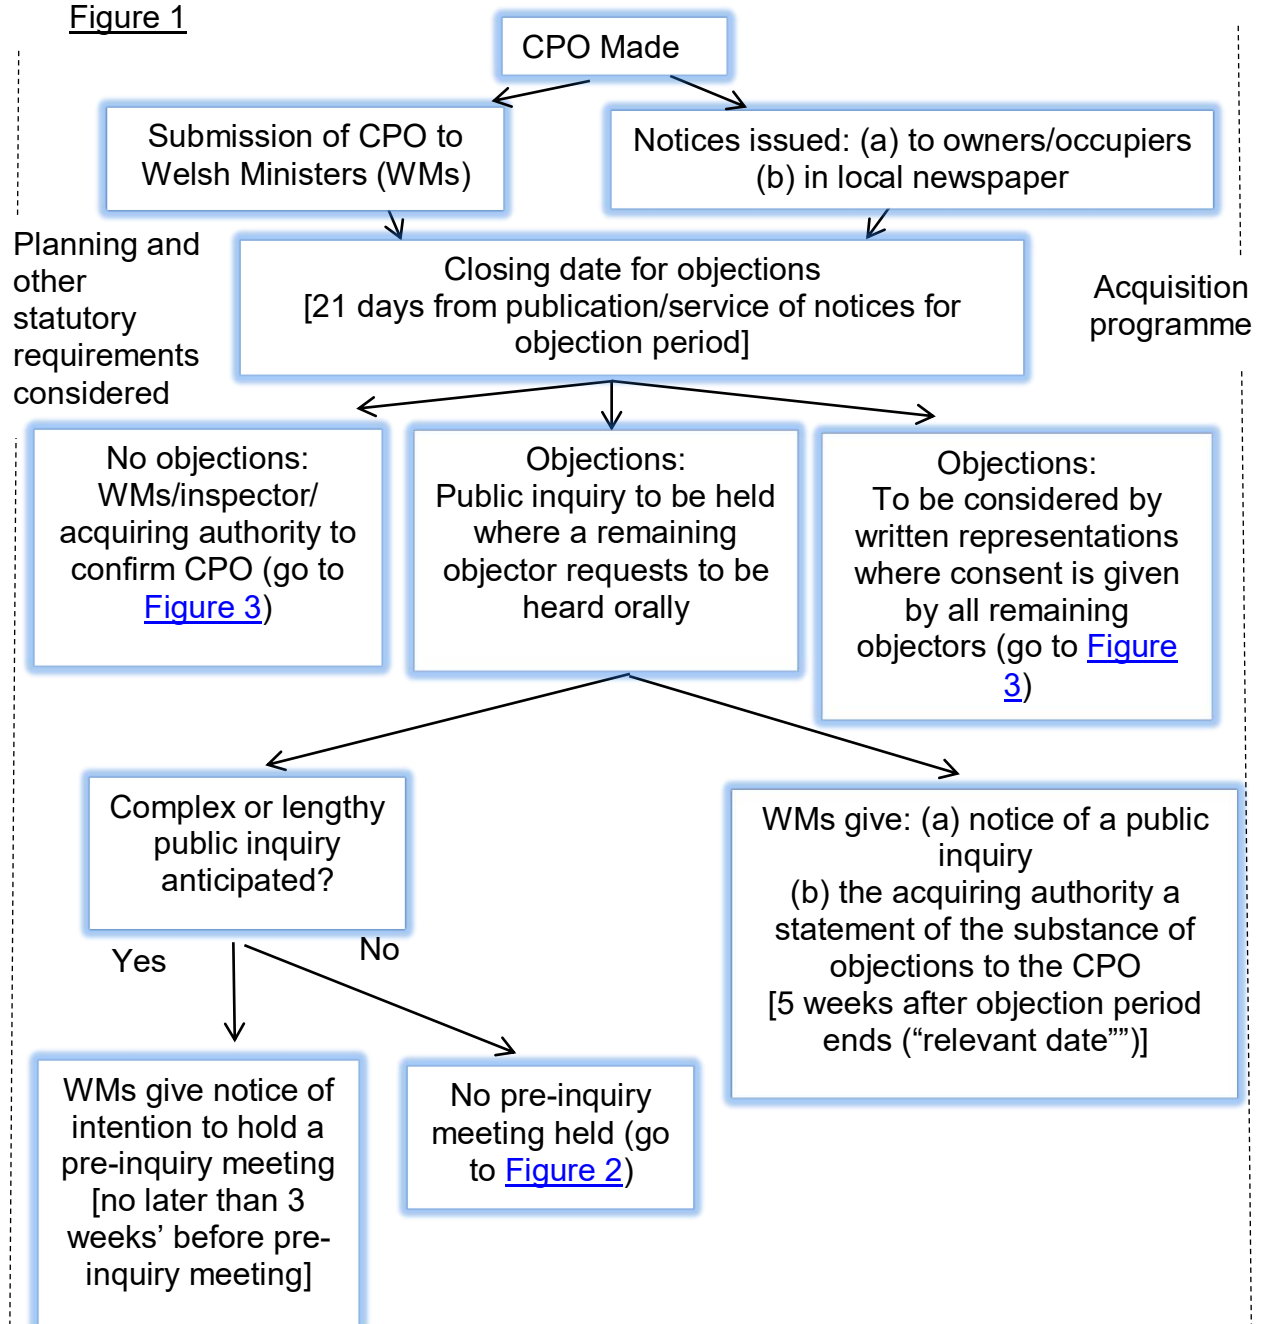 Figure 1
CPO Made
Submission of CPO to
Welsh Ministers (WMs)
Notices issued: (a) to owners/occupiers
(b) in local newspaper
Planning and
other
statutory
requirements
considered
Closing date for objections
[21 days from publication/service of notices for
objection period]
Acquisition
programme
No objections:
WMs/inspector/
acquiring authority to
confirm CPO (go to
Figure 3)
Objections:
Public inquiry to be held
where a remaining
objector requests to be
heard orally
Objections:
To be considered by
written representations
where consent is given
by all remaining
objectors (go to Figure
3)
Complex or lengthy
public inquiry
anticipated?
WMs give: (a) notice of a public
inquiry
(b) the acquiring authority a
statement of the substance of
objections to the CPO
[5 weeks after objection period
ends (“relevant date””)]
Yes
No
WMs give notice of
intention to hold a
pre-inquiry meeting
[no later than 3
weeks’ before pre-
inquiry meeting]
No pre-inquiry
meeting held (go
to Figure 2)